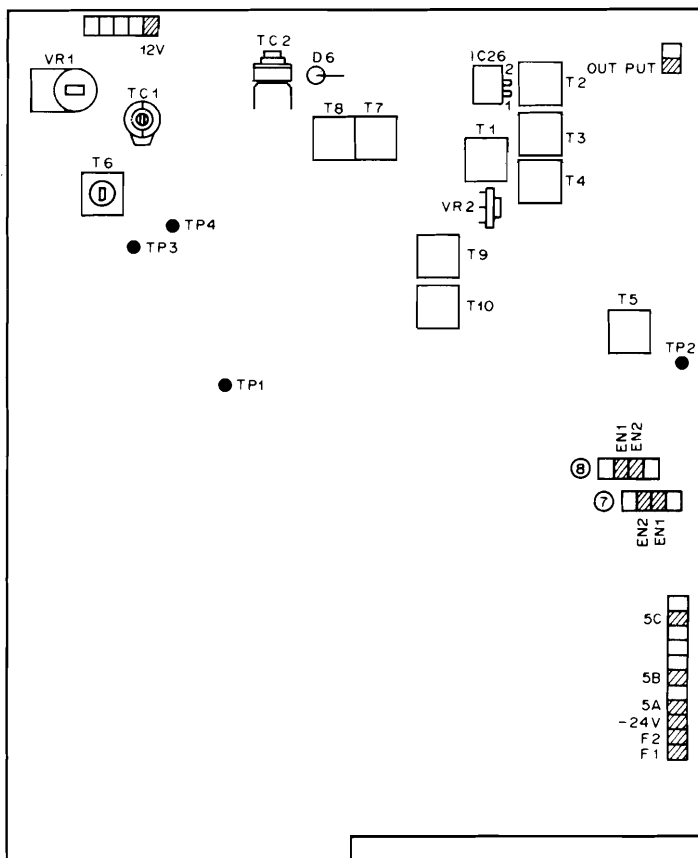 12V
VR1
TC1
TC2
D6
IC26
2
1
T2
OUT PUT
T8
T7
T1
T3
T4
T6
VR2
TP4
TP3
T9
T10
T5
TP2
TP1
EN1
EN2
8
7
EN2
EN1
5C
5B
5A
-24V
F2
F1